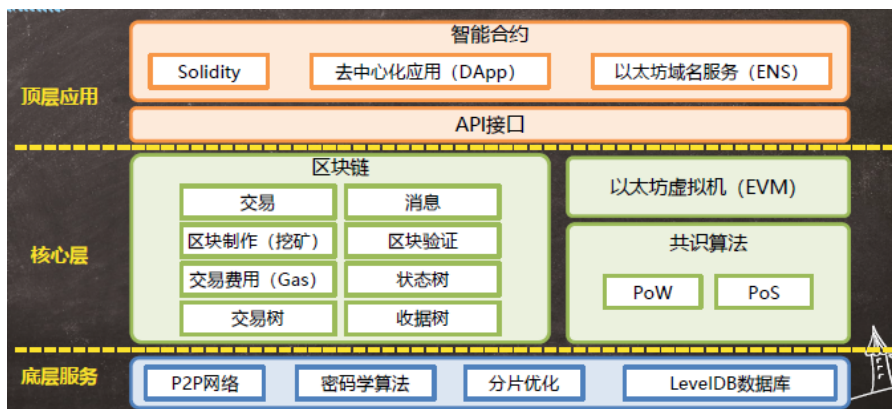 智能合约
Solidity
去中心化应用（DApp）
以太坊域名服务（ENS）
顶层应用
API接口
区块链
交易
消息
以太坊虚拟机（EVM）
区块制作（挖矿）
区块验证
核心层
共识算法
交易费用（Gas）
状态树
PoW
PoS
交易树
收据树
底层服务
P2P网络
密码学算法
分片优化
LevelDB数据库